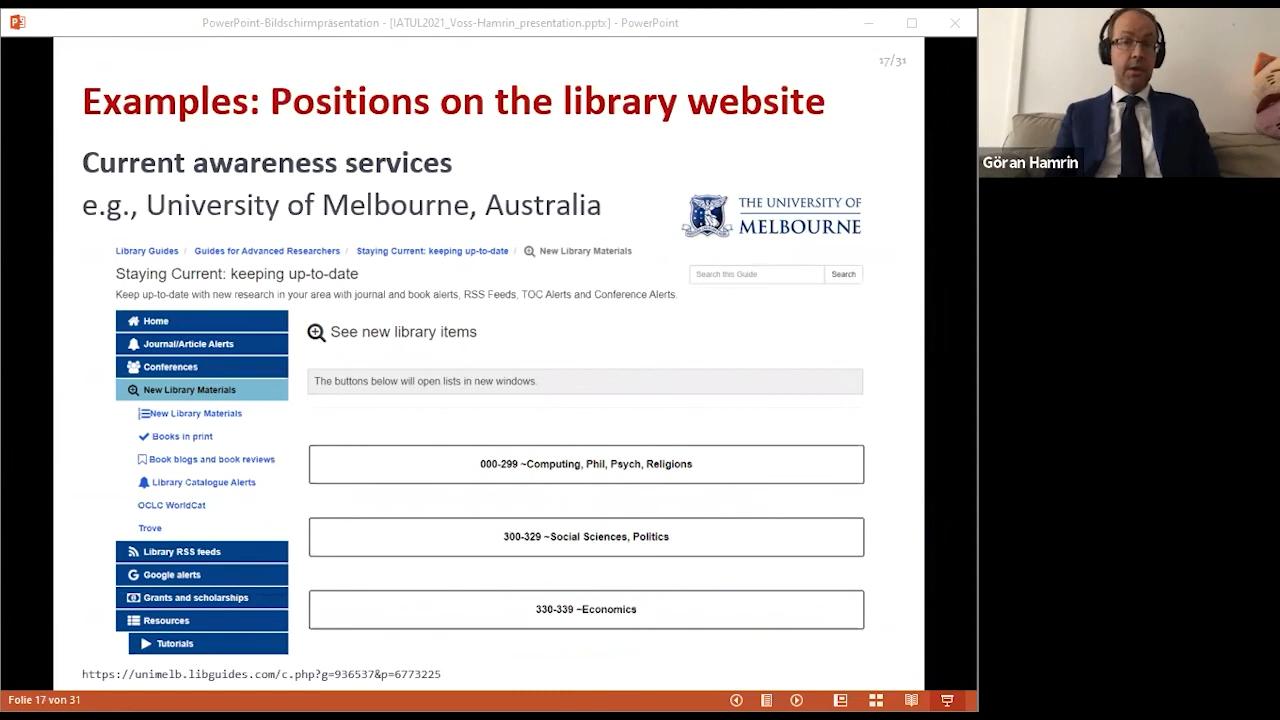 PowerPoint-Bildschirmpräsentation - [IATUL2021_Voss-Hamrin_presentation.pptx] - PowerPoint
17/31
Examples: Positions on the library website
Current awareness services
e.g., University of Melbourne, Australia
THE UNIVERSITY OF
MELBOURNE
Library Guides / Guides for Advanced Researchers / Staying Current: keeping up-to-date / New Library Materials
Staying Current: keeping up-to-date
Search this Guide Search
Keep up-to-date with new research in your area with journal and book alerts, RSS Feeds, TOC Alerts and Conference Alerts.
Home
Journal/Article Alerts
Conferences
New Library Materials
New Library Materials
Books in print
Book blogs and book reviews
Library Catalogue Alerts
OCLC WorldCat
Trove
Library RSS feeds
Google alerts
Grants and scholarships
Resources
Tutorials
See new library items
The buttons below will open lists in new windows.
000-299 ~Computing, Phil, Psych, Religions
300-329 ~Social Sciences, Politics
330-339 ~Economics
https://unimelb.libguides.com/c.php?g=936537&p=6773225
Folie 17 von 31
Göran Hamrin